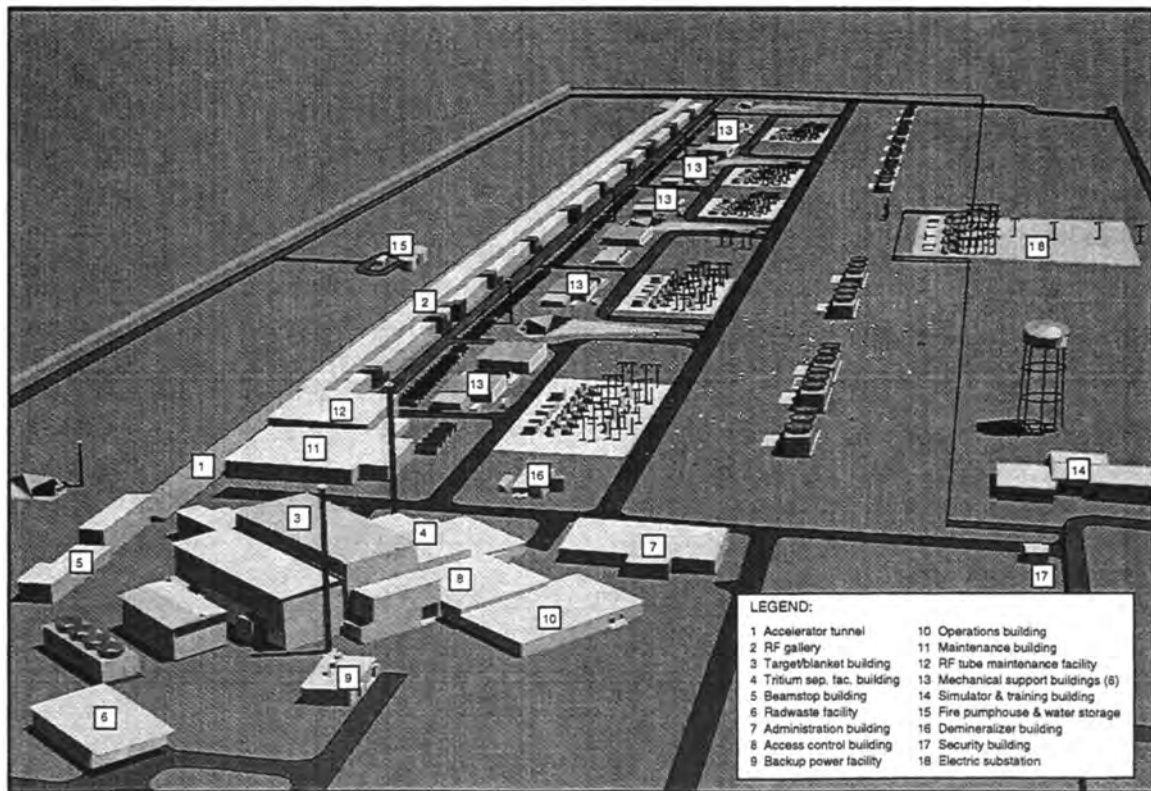 13
13
13
15
18
2
13
13
12
11
1
16
14
3
4
5
7
8
17
10
9
6
LEGEND:
1 Accelerator tunnel
2 RF gallery
3 Target/blanket building
4 Tritium sep. fac. building
5 Beamstop building
6 Radwaste facility
7 Administration building
8 Access control building
9 Backup power facility
10 Operations building
11 Maintenance building
12 RF tube maintenance facility
13 Mechanical support buildings (6)
14 Simulator & training building
15 Fire pumphouse & water storage
16 Demineralizer building
17 Security building
18 Electric substation